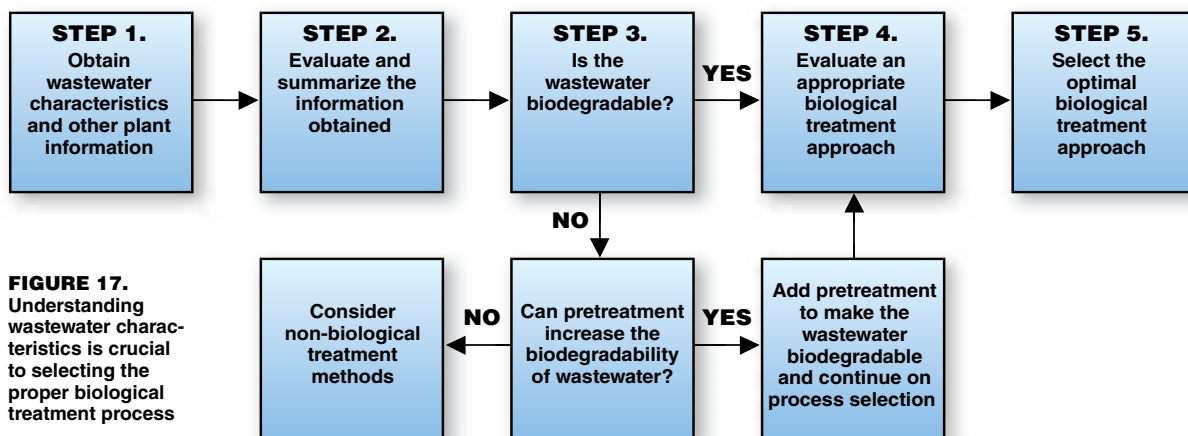 STEP 1.
Obtain
wastewater
characteristics
and other plant
information
STEP 2.
Evaluate and
summarize the
information
obtained
STEP 3.
Is the
wastewater
biodegradable?
YES
STEP 4.
Evaluate an
appropriate
biological
treatment
approach
STEP 5.
Select the
optimal
biological
treatment
approach
NO
FIGURE 17.
Understanding
wastewater charac-
teristics is crucial
to selecting the
proper biological
treatment process
Consider
non-biological
treatment
methods
NO
Can pretreatment
increase the
biodegradability
of wastewater?
YES
Add pretreatment
to make the
wastewater
biodegradable
and continue on
process selection